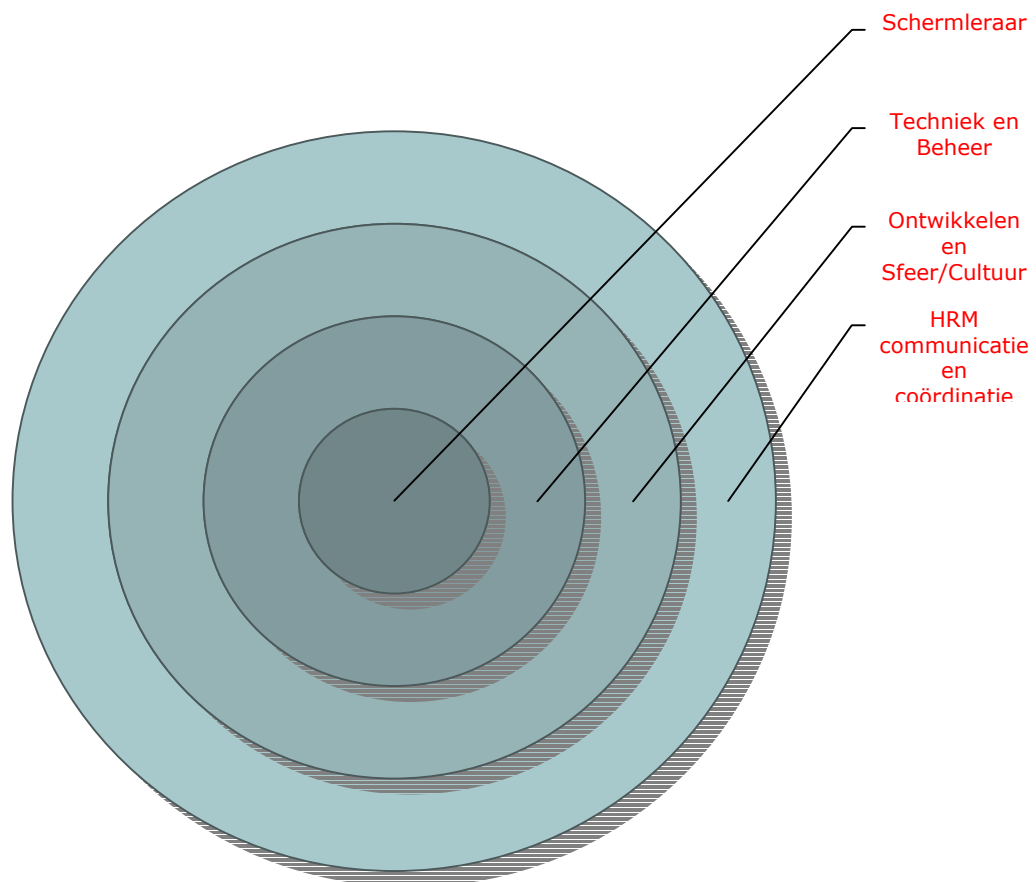 Schermleraar
Techniek en
Beheer
Ontwikkelen
en
Sfeer/Cultuur
HRM
communicatie
en
coördinatie